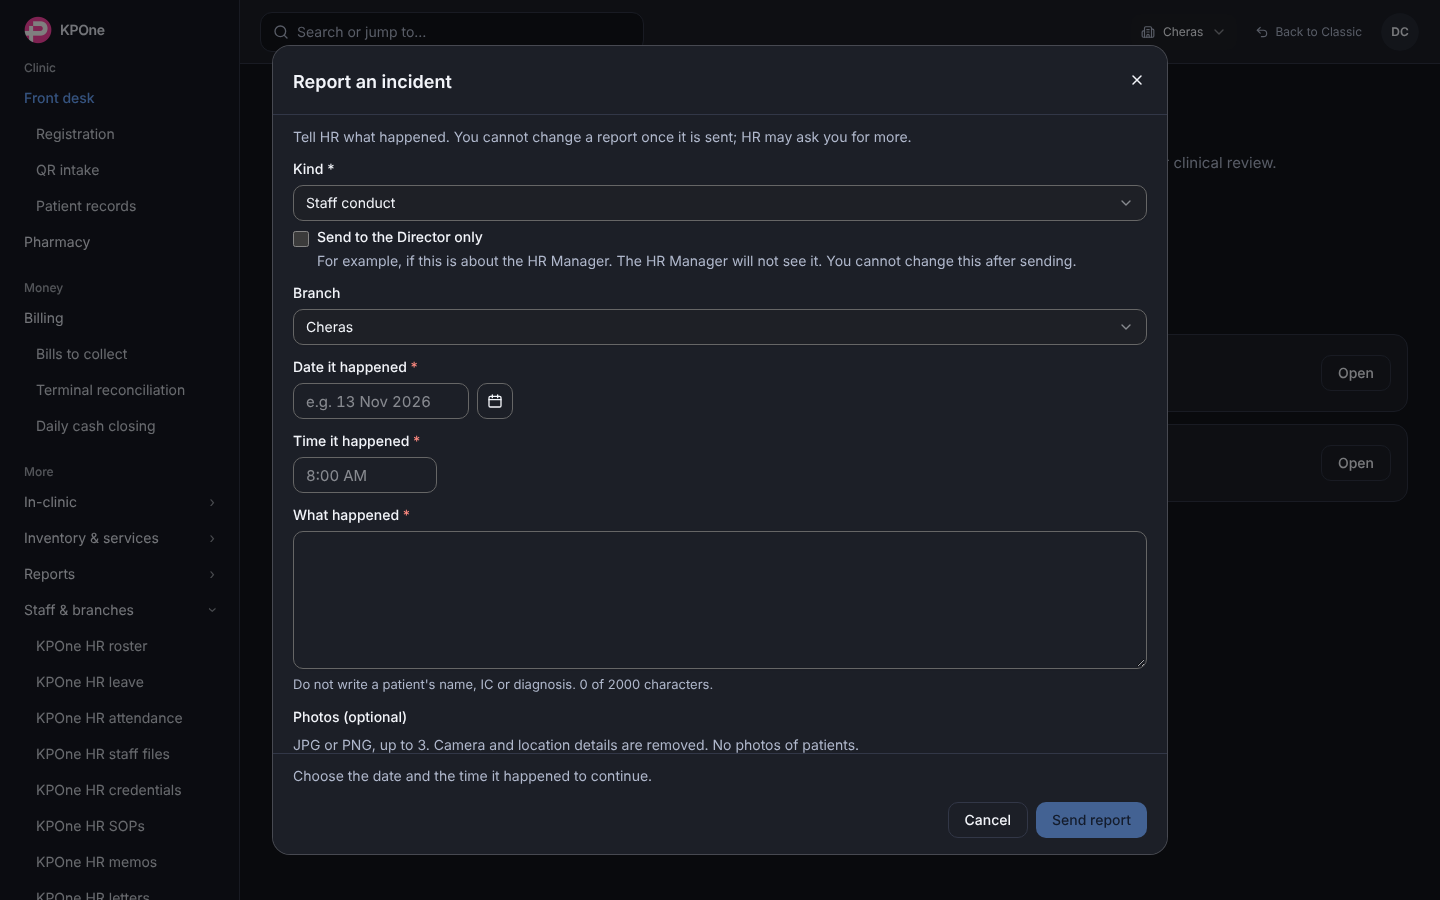 KPOne
Search or jump to...
Cheras
Back to Classic
DC
Clinic
Front desk
Registration
QR intake
Patient records
Pharmacy
Money
Billing
Bills to collect
Terminal reconciliation
Daily cash closing
More
In-clinic
Inventory & services
Reports
Staff & branches
KPOne HR roster
KPOne HR leave
KPOne HR attendance
KPOne HR staff files
KPOne HR credentials
KPOne HR SOPs
KPOne HR memos
KPOne HR letters
Report an incident
Tell HR what happened. You cannot change a report once it is sent; HR may ask you for more.
Kind *
Staff conduct
Send to the Director only
For example, if this is about the HR Manager. The HR Manager will not see it. You cannot change this after sending.
Branch
Cheras
Date it happened *
e.g. 13 Nov 2026
Time it happened *
8:00 AM
What happened *
Do not write a patient's name, IC or diagnosis. 0 of 2000 characters.
Photos (optional)
JPG or PNG, up to 3. Camera and location details are removed. No photos of patients.
Choose the date and the time it happened to continue.
Cancel
Send report
clinical review.
Open
Open